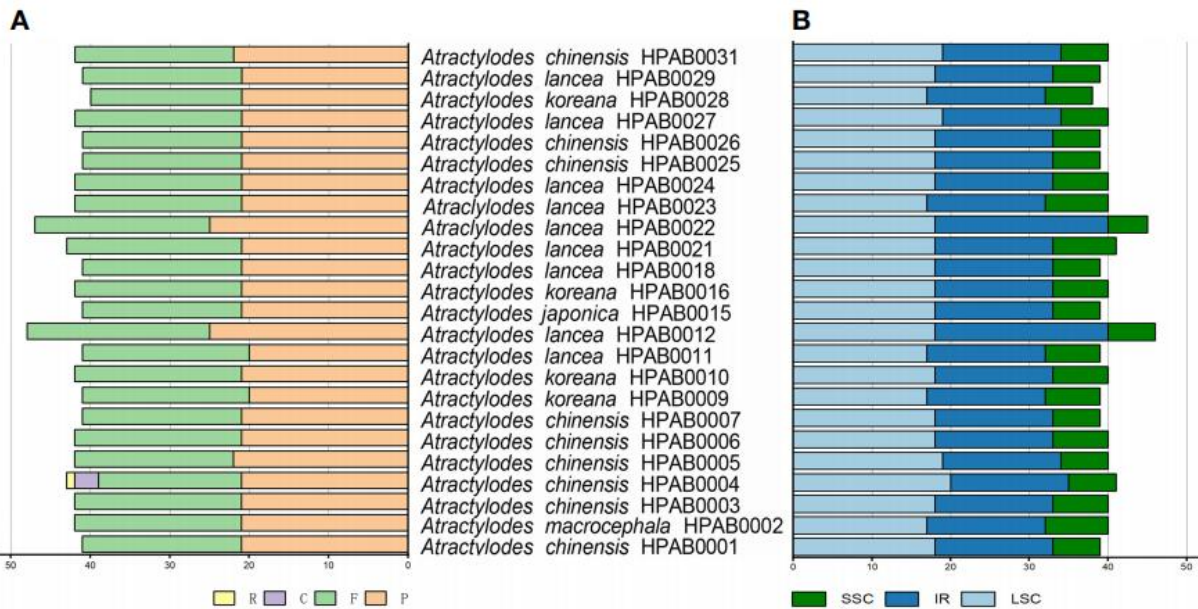 A
B
Atractylodes chinensis HPAB0031
Atractylodes lancea HPAB0029
Atractylodes koreana HPAB0028
Atractylodes lancea HPAB0027
Atractylodes chinensis HPAB0026
Atractylodes chinensis HPAB0025
Atractylodes lancea HPAB0024
Atractylodes lancea HPAB0023
Atractylodes lancea HPAB0022
Atractylodes lancea HPAB0021
Atractylodes lancea HPAB0018
Atractylodes koreana HPAB0016
Atractylodes japonica HPAB0015
Atractylodes lancea HPAB0012
Atractylodes lancea HPAB0011
Atractylodes koreana HPAB0010
Atractylodes koreana HPAB0009
Atractylodes chinensis HPAB0007
Atractylodes chinensis HPAB0006
Atractylodes chinensis HPAB0005
Atractylodes chinensis HPAB0004
Atractylodes chinensis HPAB0003
Atractylodes macrocephala HPAB0002
Atractylodes chinensis HPAB0001
50 40 30 20 10 0
0 10 20 30 40 50
R C F P
SSC IR LSC